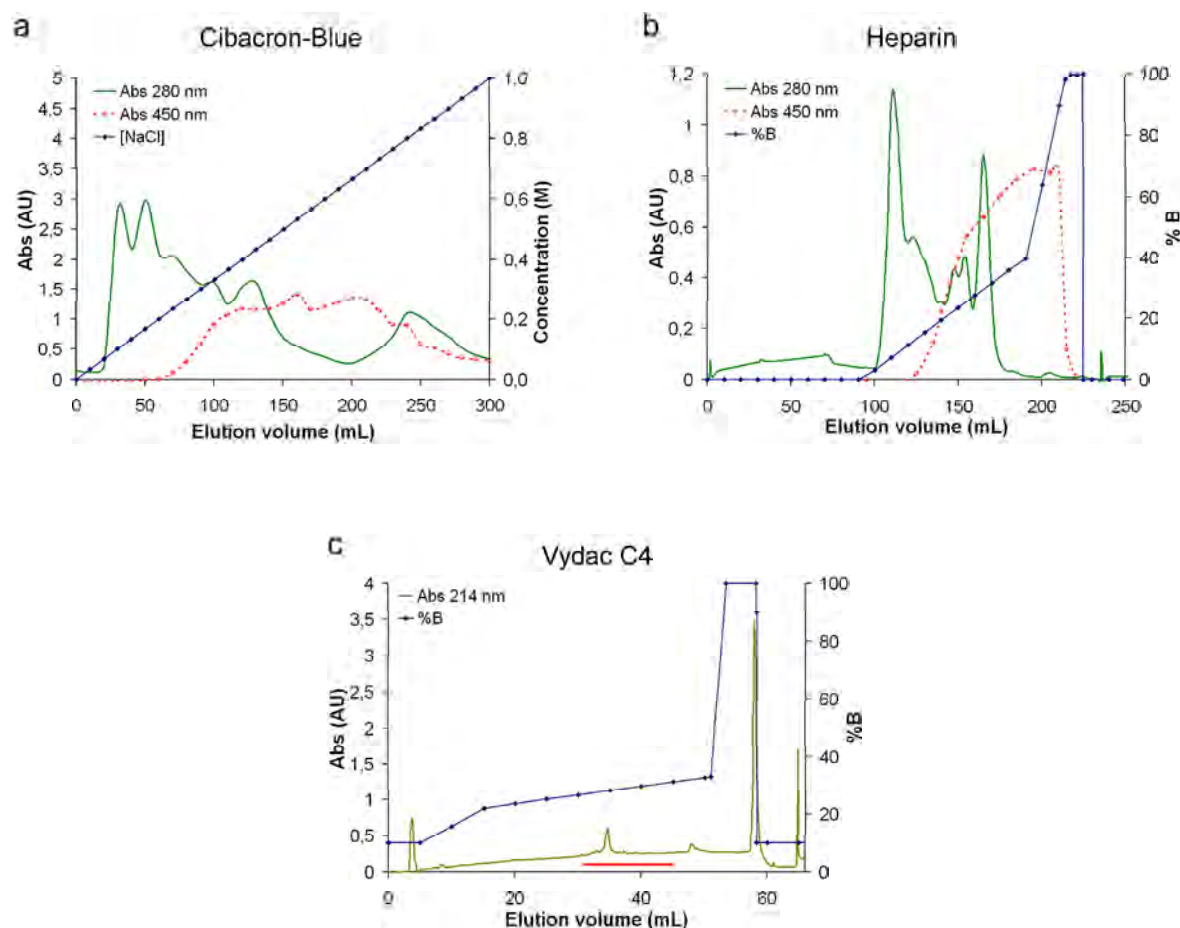 a
Cibacron-Blue
Abs 280 nm
Abs 450 nm
[NaCl]
5
4,5
4
3,5
3
2,5
2
1,5
1
0,5
0
Abs (AU)
1,0
0,8
0,6
0,4
0,2
0,0
Concentration (M)
0 50 100 150 200 250 300
Elution volume (mL)
b
Heparin
Abs 280 nm
Abs 450 nm
%B
1,2
1
0,8
0,6
0,4
0,2
0
Abs (AU)
100
80
60
40
20
0
% B
0 50 100 150 200 250
Elution volume (mL)
c
Vydac C4
Abs 214 nm
%B
4
3,5
3
2,5
2
1,5
1
0,5
0
Abs (AU)
100
80
60
40
20
0
%B
0 20 40 60
Elution volume (mL)